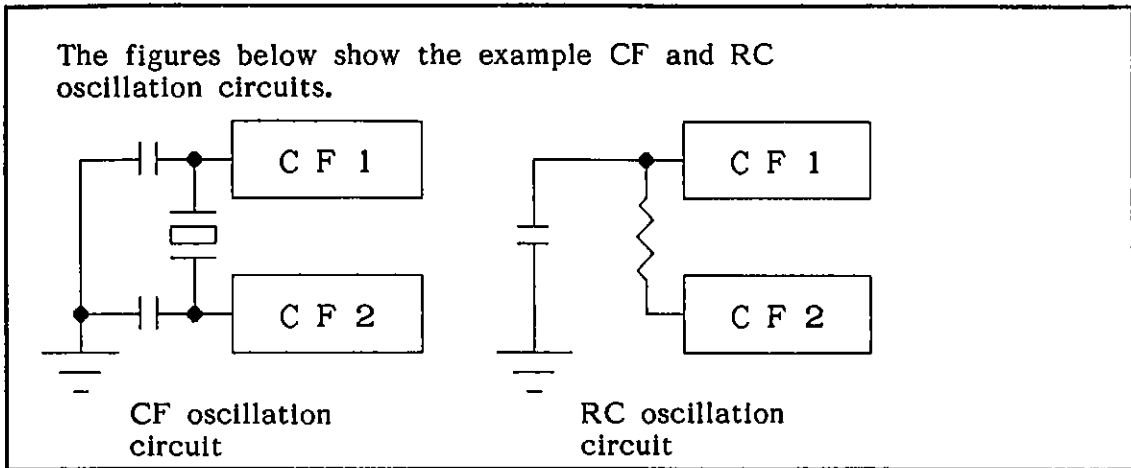 The figures below show the example CF and RC
oscillation circuits.
C F 1
C F 1
C F 2
C F 2
CF oscillation
circuit
RC oscillation
circuit